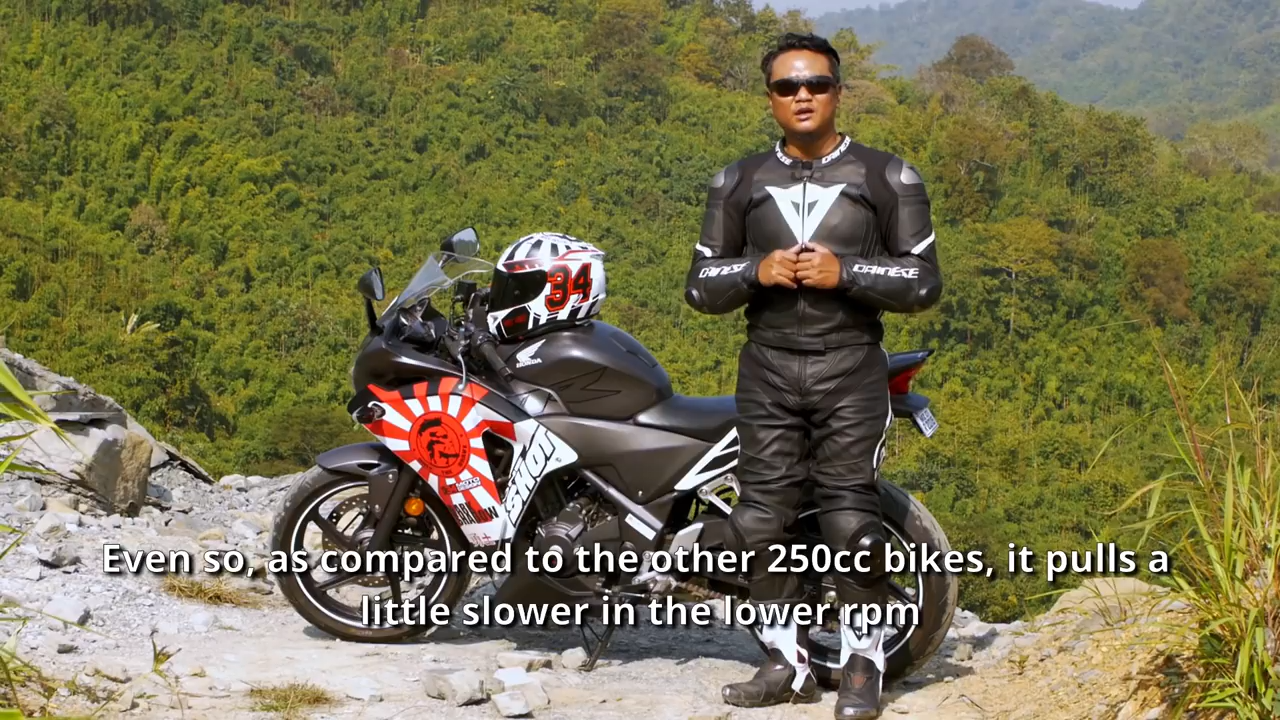 DAINESE
DAINESE
DAINESE
DAINESE
34
HONDA
SHOT
Even so, as compared to the other 250cc bikes, it pulls a
little slower in the lower rpm